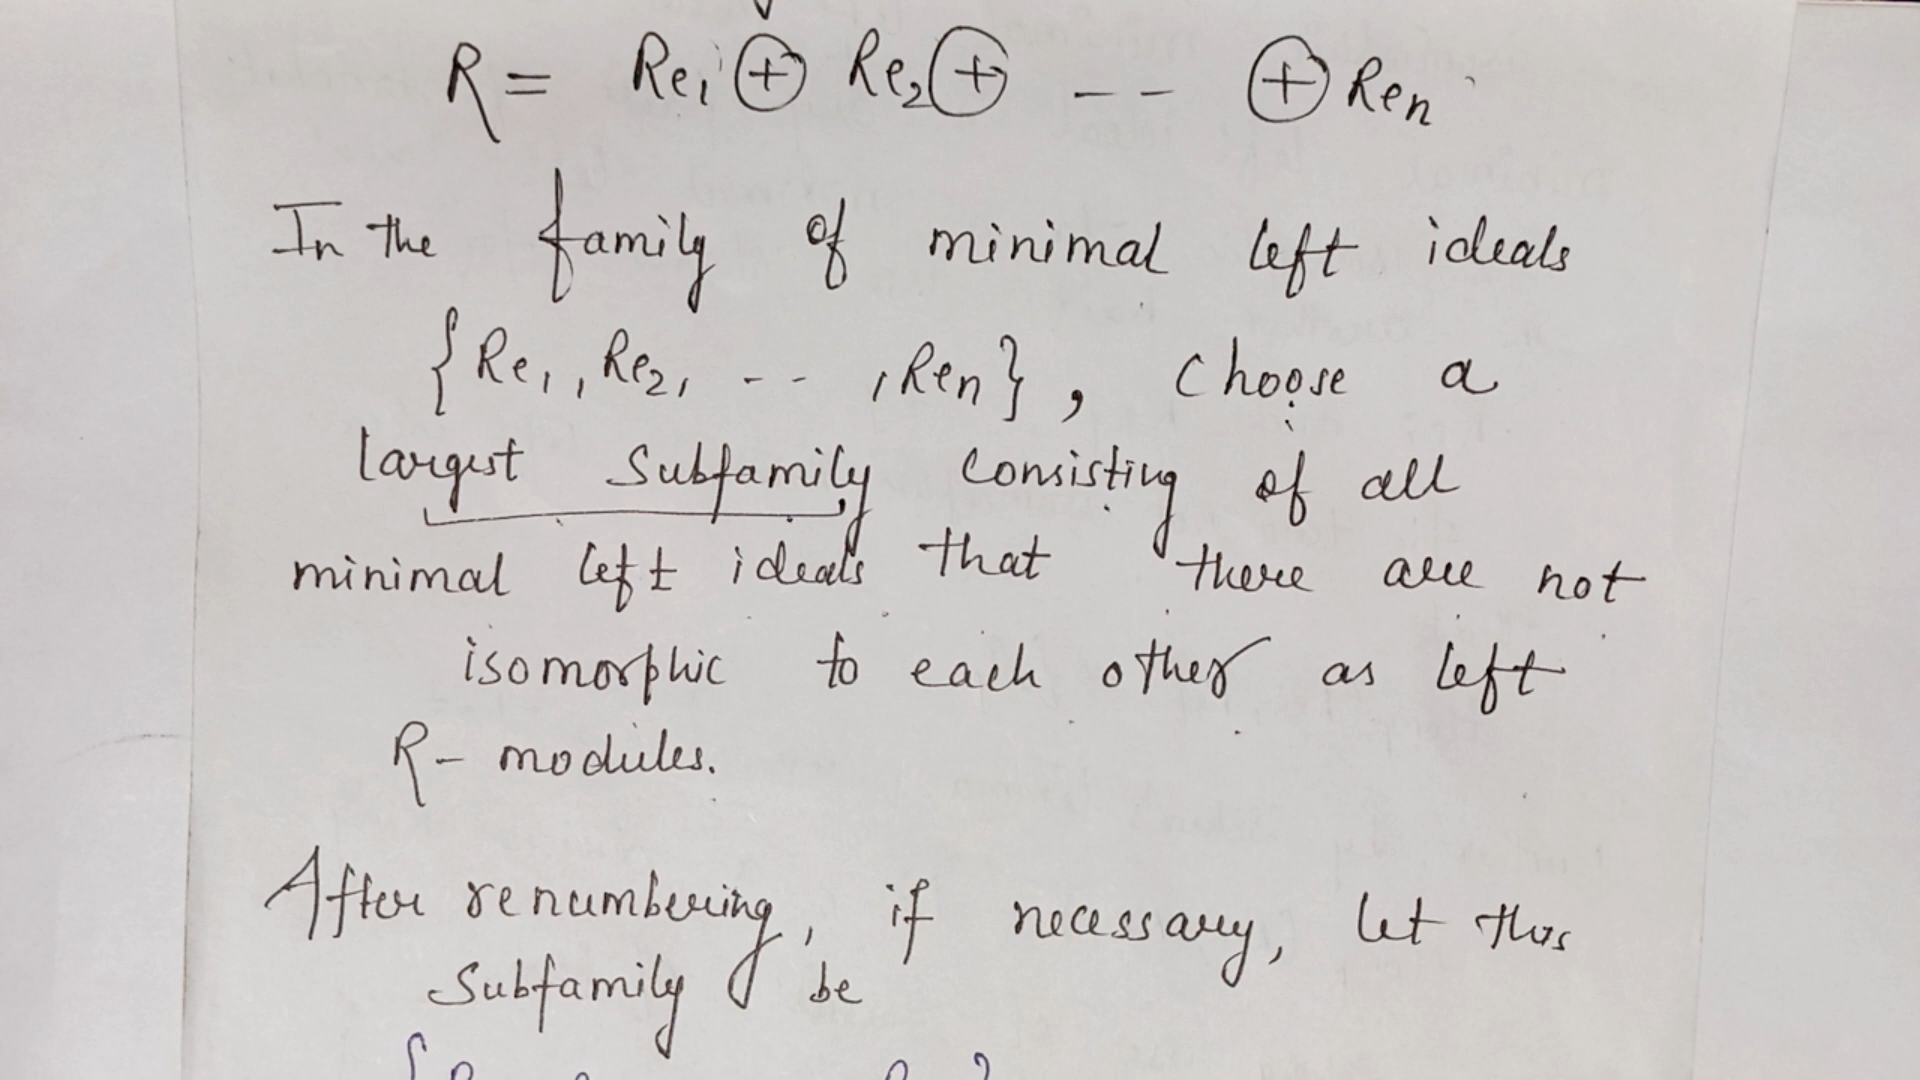 R = Re₁ ⊕ Re₂ ⊕ -- ⊕ Ren
In the family of minimal left ideals
{Re₁, Re₂, -- , Ren}, choose a
largest subfamily consisting of all
minimal left ideals that there are not
isomorphic to each other as left
R- modules.
After renumbering, if necessary, let this
subfamily be